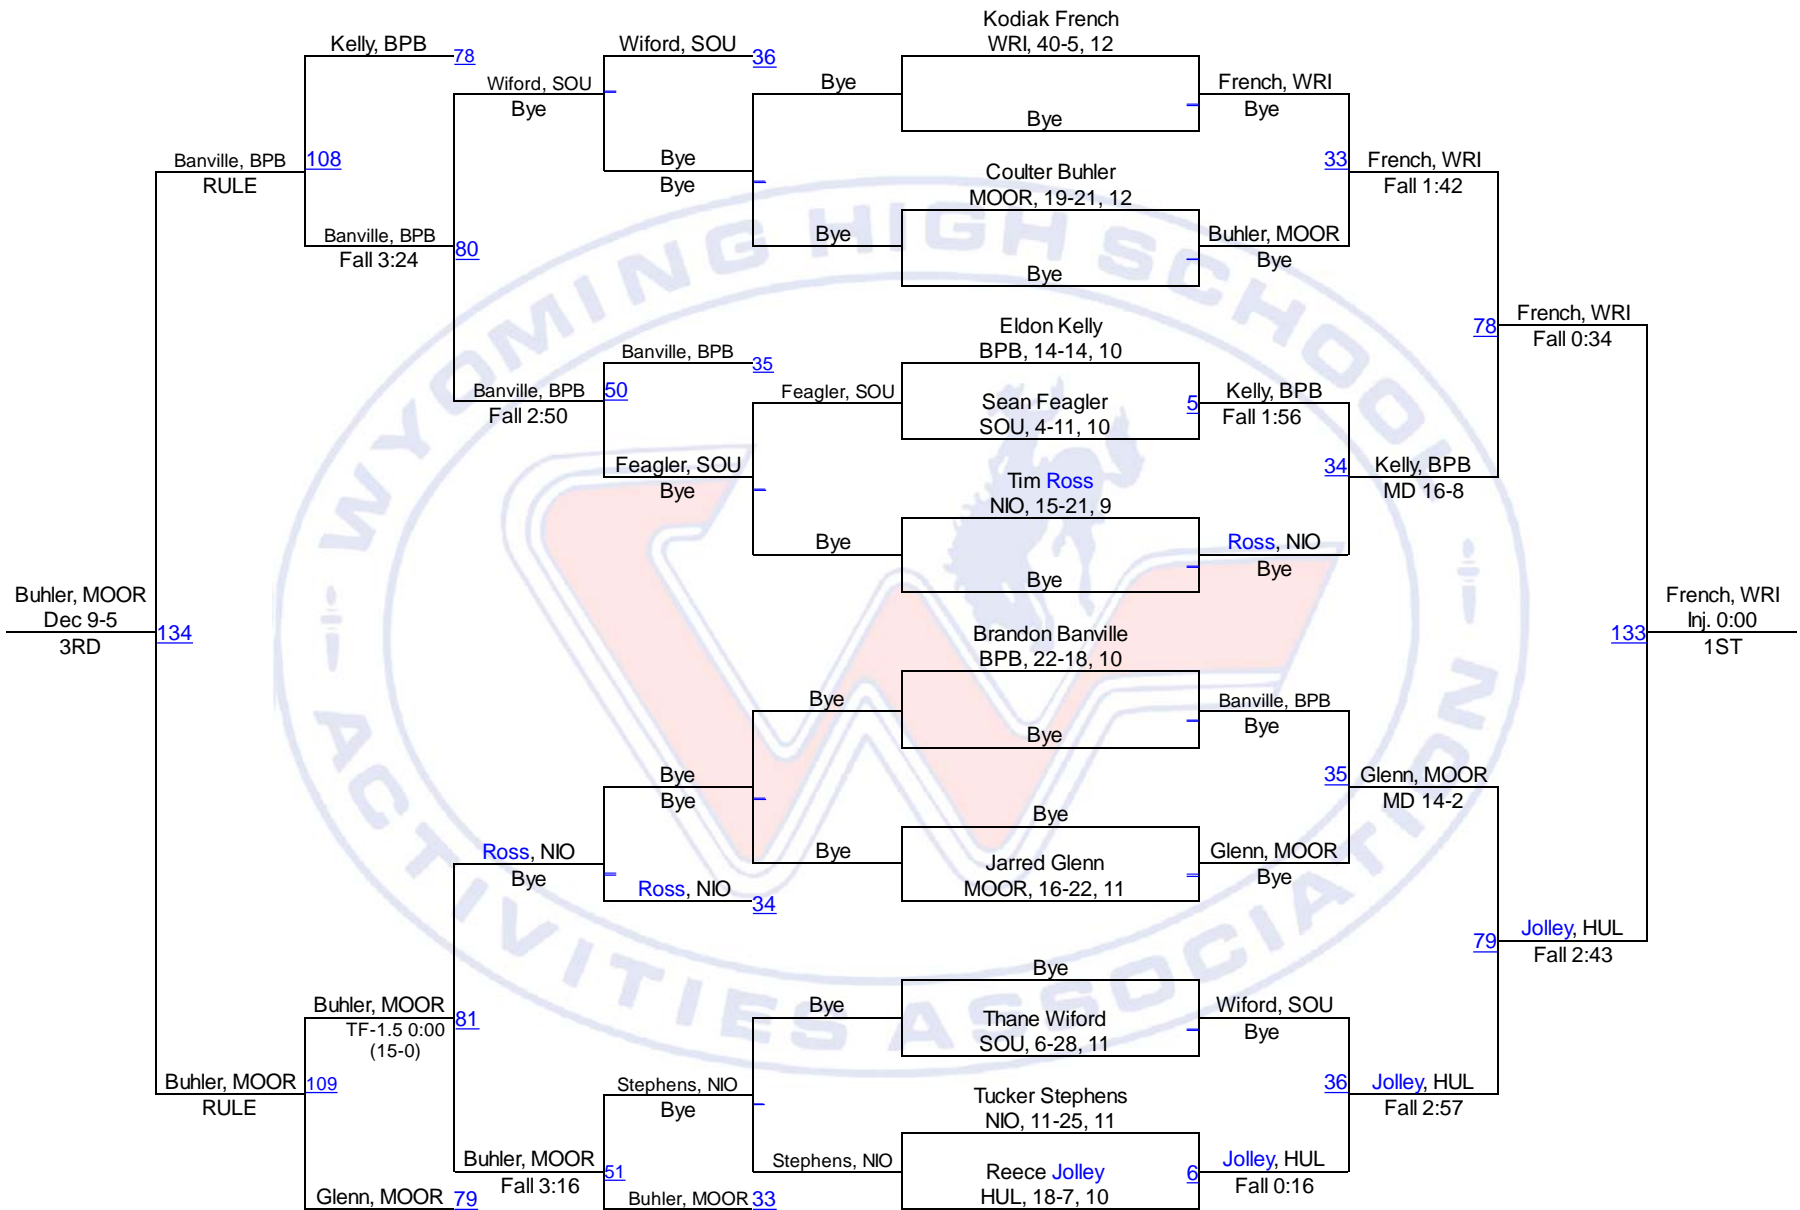 Kodiak French
WRI, 40-5, 12
Kelly, BPB
78
Wiford, SOU
36
Wiford, SOU
Bye
Bye
French, WRI
Bye
Bye
Banville, BPB
RULE
108
Bye
Bye
33
French, WRI
Fall 1:42
Coulter Buhler
MOOR, 19-21, 12
Banville, BPB
Fall 3:24
80
Bye
Buhler, MOOR
Bye
Bye
Eldon Kelly
BPB, 14-14, 10
78
French, WRI
Fall 0:34
Banville, BPB
35
Banville, BPB
Fall 2:50
50
Feagler, SOU
Sean Feagler
SOU, 4-11, 10
5
Kelly, BPB
Fall 1:56
Feagler, SOU
Bye
34
Kelly, BPB
MD 16-8
Tim Ross
NIO, 15-21, 9
Bye
Ross, NIO
Bye
Bye
Buhler, MOOR
Dec 9-5
3RD
134
133
French, WRI
Inj. 0:00
1ST
Brandon Banville
BPB, 22-18, 10
Bye
Banville, BPB
Bye
Bye
Bye
Bye
35
Glenn, MOOR
MD 14-2
Bye
Ross, NIO
Bye
Bye
Jarred Glenn
MOOR, 16-22, 11
Glenn, MOOR
Bye
Ross, NIO
34
79
Jolley, HUL
Fall 2:43
Bye
Buhler, MOOR
TF-1.5 0:00
(15-0)
81
Bye
Thane Wiford
SOU, 6-28, 11
Wiford, SOU
Bye
Buhler, MOOR
RULE
109
Stephens, NIO
Bye
36
Jolley, HUL
Fall 2:57
Tucker Stephens
NIO, 11-25, 11
Buhler, MOOR
Fall 3:16
51
Stephens, NIO
Reece Jolley
HUL, 18-7, 10
6
Jolley, HUL
Fall 0:16
Glenn, MOOR
79
Buhler, MOOR
33
WYOMING HIGH SCHOOL
ACTIVITIES ASSOCIATION